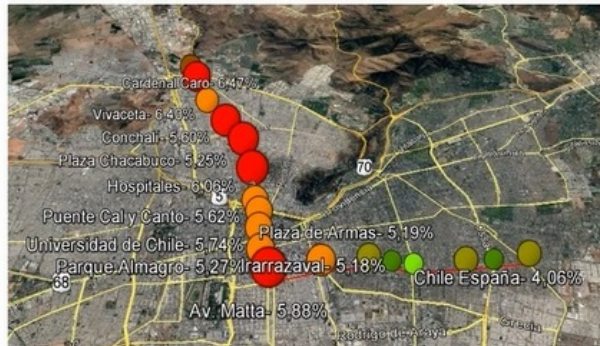 Cardenal Caro- 6,47%
Vivaceta- 6,40%
Conchalí- 5,60%
Plaza Chacabuco- 5,25%
70
Hospitales- 6,06%
5
Puente Cal y Canto- 5,62%
Plaza de Armas- 5,19%
Universidad de Chile- 5,74%
Parque Almagro- 5,27%
Irarrazaval- 5,18%
Chile España- 4,06%
68
Av. Matta- 5,88%
Grecia
Rodrigo de Araya